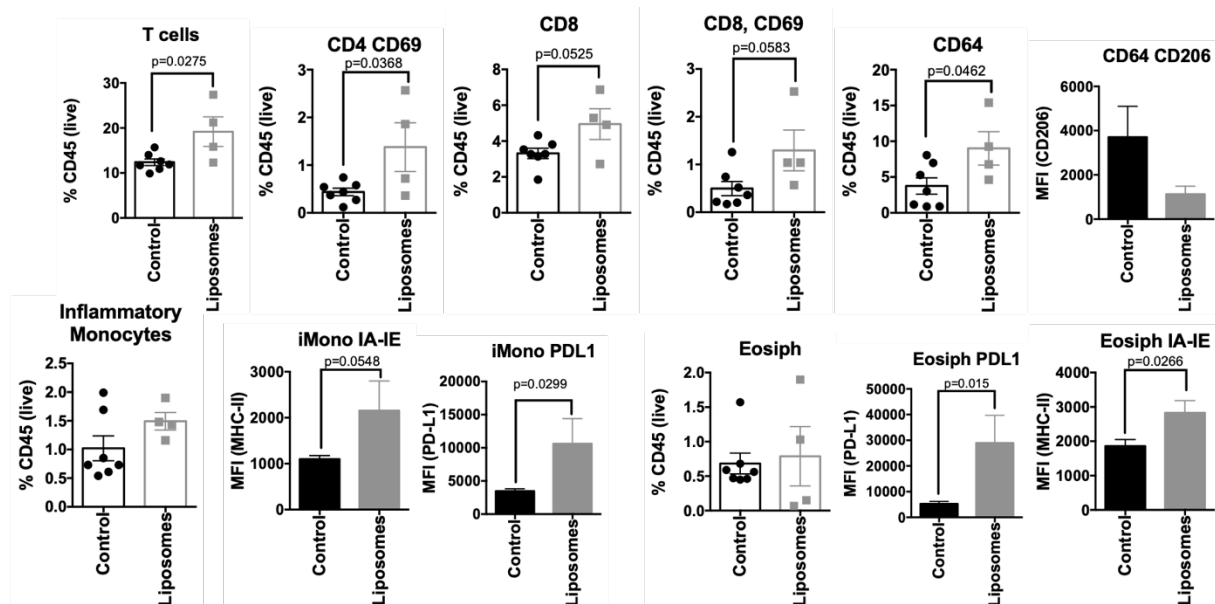 T cells
p=0.0275
% CD45 (live)
30
20
10
0
Control
Liposomes
CD4 CD69
p=0.0368
% CD45 (live)
3
2
1
0
Control
Liposomes
CD8
p=0.0525
% CD45 (live)
8
6
4
2
0
Control
Liposomes
CD8, CD69
p=0.0583
% CD45 (live)
3
2
1
0
Control
Liposomes
CD64
p=0.0462
% CD45 (live)
20
15
10
5
0
Control
Liposomes
CD64 CD206
MFI (CD206)
6000
4000
2000
0
Control
Liposomes
Inflammatory
Monocytes
% CD45 (live)
2.5
2.0
1.5
1.0
0.5
0.0
Control
Liposomes
iMono IA-IE
p=0.0548
MFI (MHC-II)
3000
2000
1000
0
Control
Liposomes
iMono PDL1
p=0.0299
MFI (PD-L1)
20000
15000
10000
5000
0
Control
Liposomes
Eosiph
% CD45 (live)
2.0
1.5
1.0
0.5
0.0
Control
Liposomes
Eosiph PDL1
p=0.015
MFI (PD-L1)
50000
40000
30000
20000
10000
0
Control
Liposomes
Eosiph IA-IE
p=0.0266
MFI (MHC-II)
4000
3000
2000
1000
0
Control
Liposomes